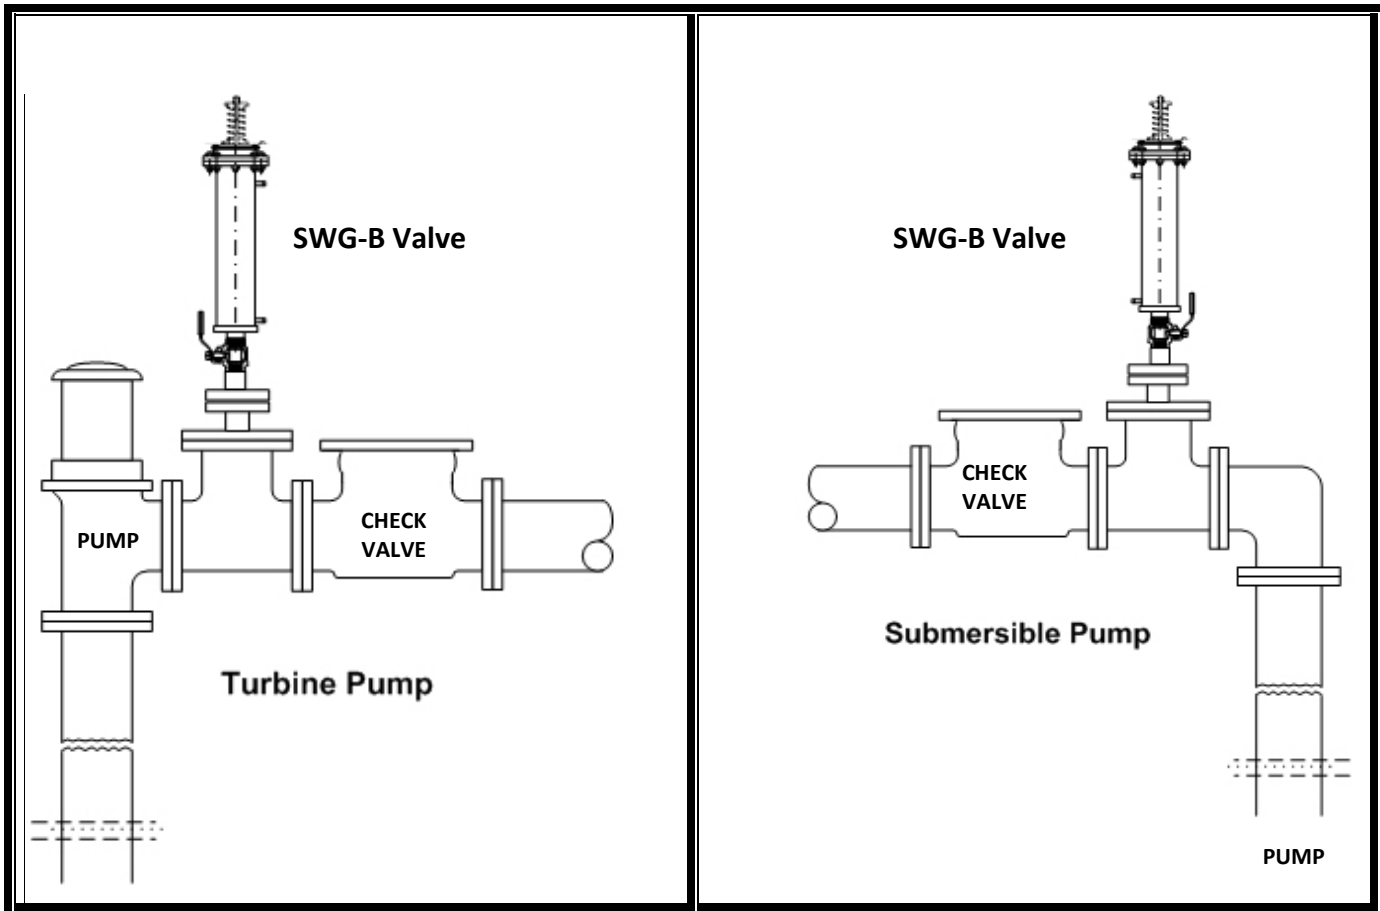 SWG-B Valve
PUMP
CHECK
VALVE
Turbine Pump
SWG-B Valve
CHECK
VALVE
Submersible Pump
PUMP